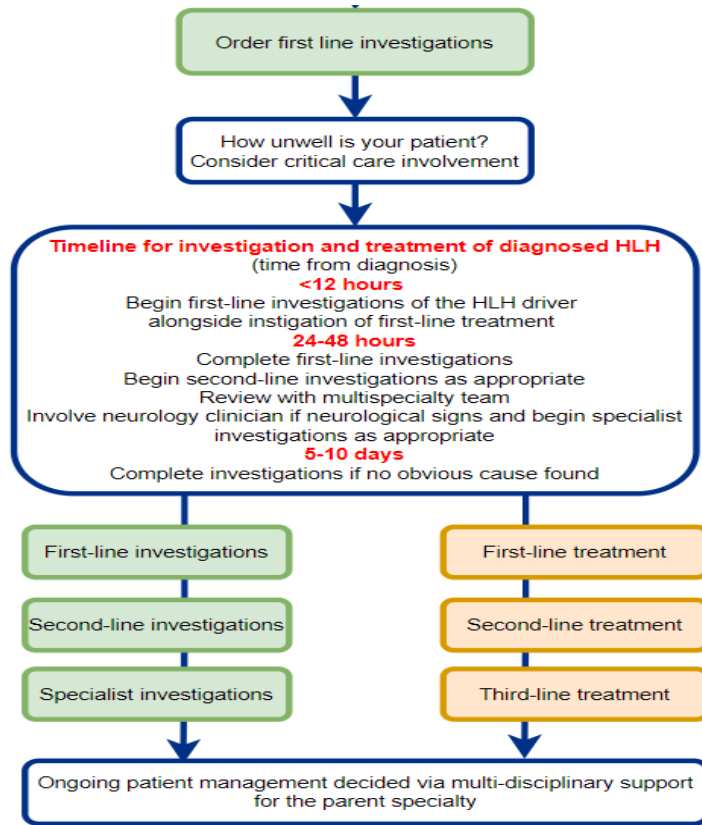 Order first line investigations
How unwell is your patient?
Consider critical care involvement
Timeline for investigation and treatment of diagnosed HLH
(time from diagnosis)
<12 hours
Begin first-line investigations of the HLH driver
alongside instigation of first-line treatment
24-48 hours
Complete first-line investigations
Begin second-line investigations as appropriate
Review with multispecialty team
Involve neurology clinician if neurological signs and begin specialist
investigations as appropriate
5-10 days
Complete investigations if no obvious cause found
First-line investigations
First-line treatment
Second-line investigations
Second-line treatment
Specialist investigations
Third-line treatment
Ongoing patient management decided via multi-disciplinary support
for the parent specialty